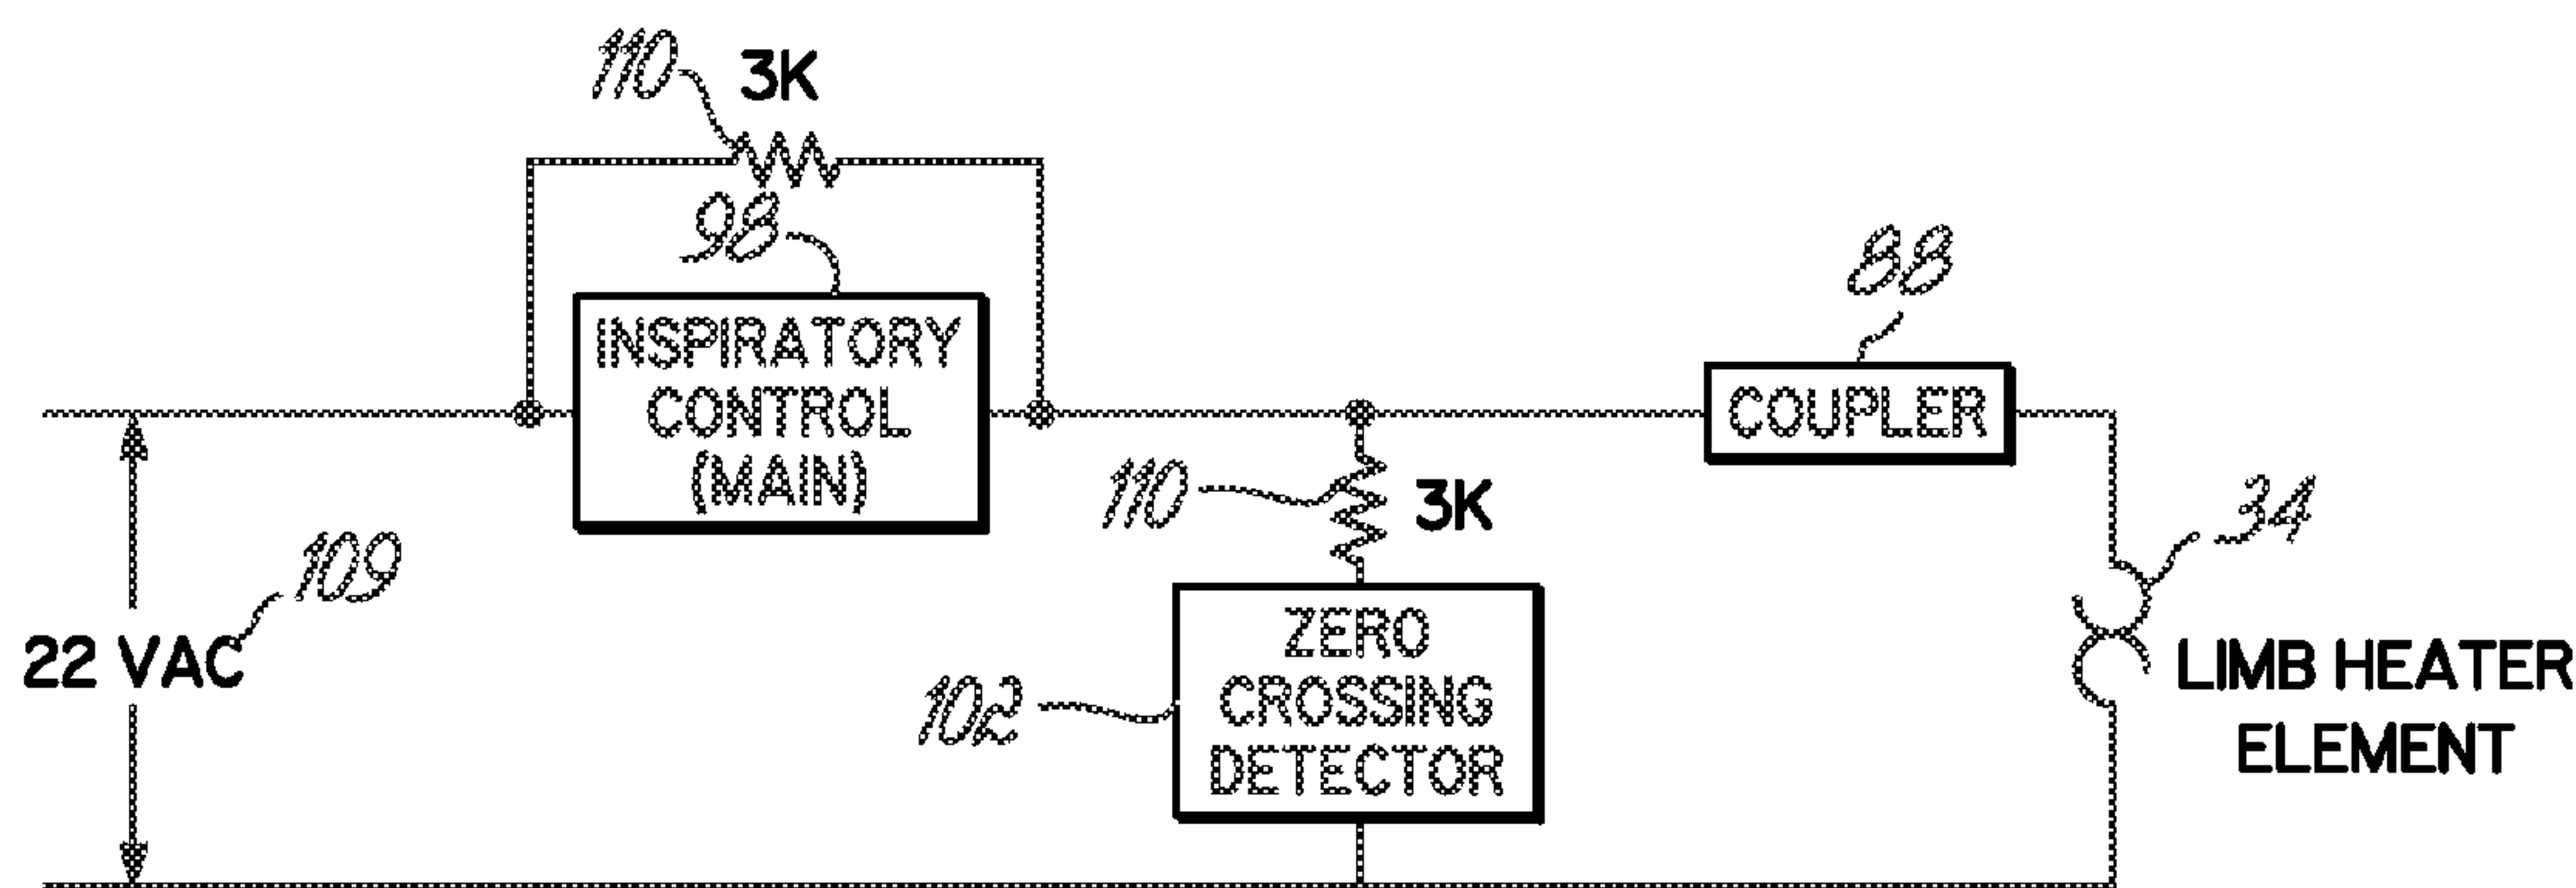 110 3K
98
INSPIRATORY
CONTROL
(MAIN)
88
COUPLER
110 3K
34
109
22 VAC
ZERO
CROSSING
DETECTOR
102
LIMB HEATER
ELEMENT